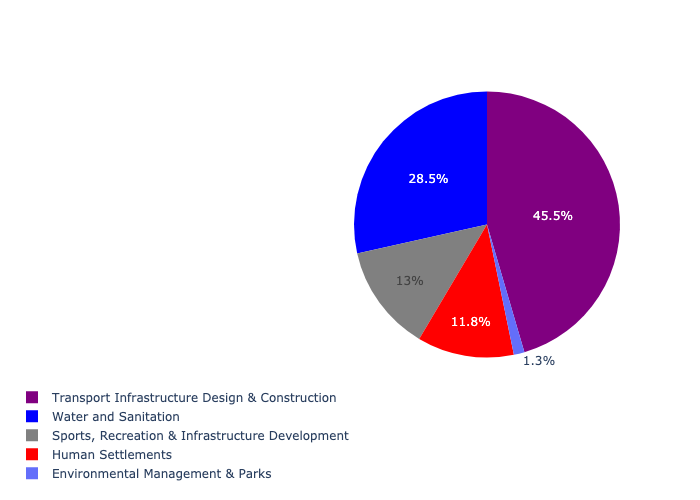 28.5%
45.5%
13%
11.8%
1.3%
Transport Infrastructure Design & Construction
Water and Sanitation
Sports, Recreation & Infrastructure Development
Human Settlements
Environmental Management & Parks